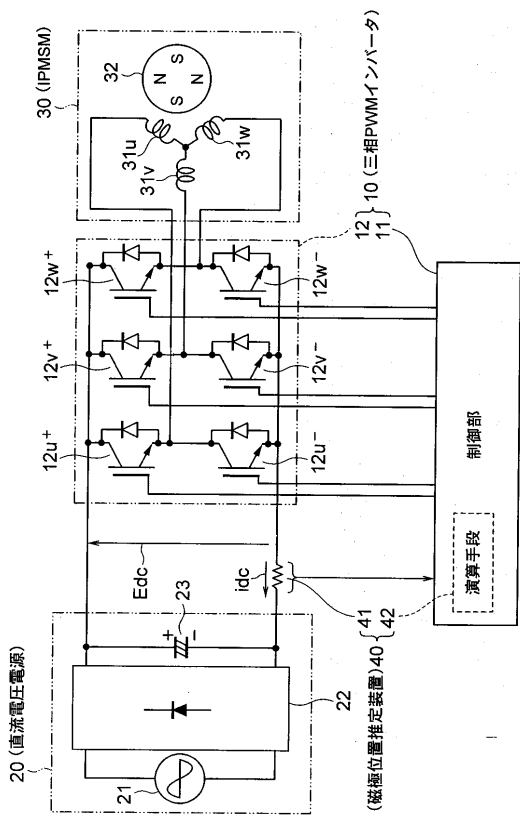 20 (直流電圧電源)
21
22
23
+
−
Edc
idc
12u+
12v+
12w+
12u−
12v−
12w−
30 (IPMSM)
31u
31v
31w
32
N
S
S
N
12
11
10 (三相PWMインバータ)
制御部
演算手段
41
42
(磁極位置推定装置) 40